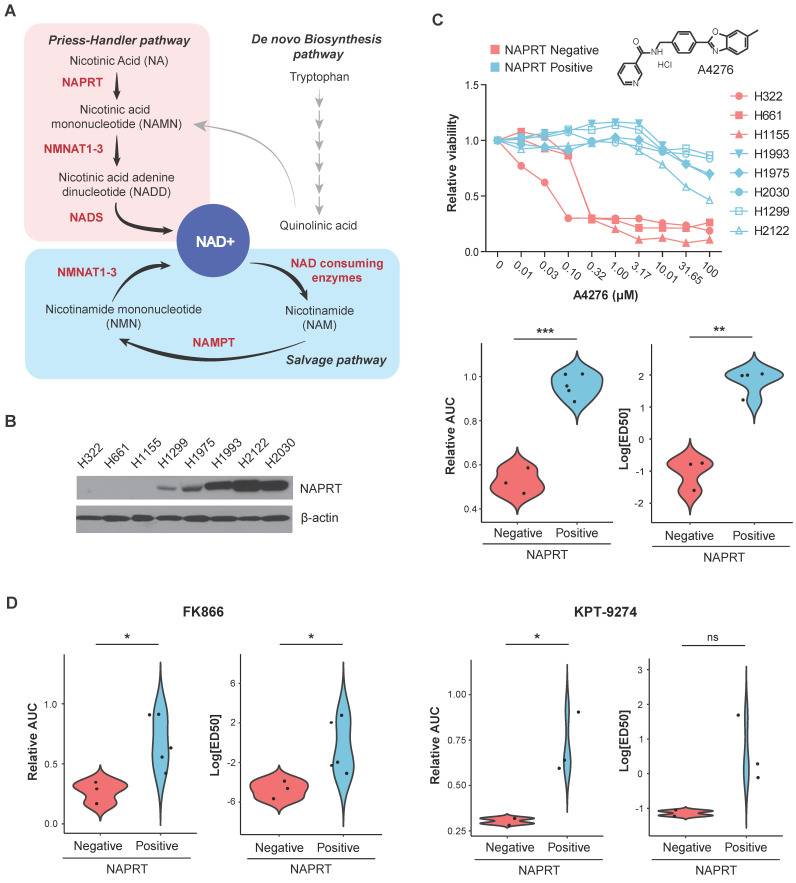 A
Priess-Handler pathway
Nicotinic Acid (NA)
NAPRT
Nicotinic acid
mononucleotide (NAMN)
NMNAT1-3
Nicotinic acid adenine
dinucleotide (NADD)
NADS
De novo Biosynthesis
pathway
Tryptophan
Quinolinic acid
NAD+
NMNAT1-3
NAD consuming
enzymes
Nicotinamide mononucleotide
(NMN)
Nicotinamide
(NAM)
NAMPT
Salvage pathway
B
H322
H661
H1155
H1299
H1975
H1993
H2122
H2030
NAPRT
β-actin
C
NAPRT Negative
NAPRT Positive
O
NH
N
O
N
HCl
A4276
Relative viability
1.5
1.0
0.5
0.0
0
0.01
0.03
0.10
0.32
1.00
3.17
10.01
31.65
100
A4276 (µM)
H322
H661
H1155
H1993
H1975
H2030
H1299
H2122
***
Relative AUC
1.0
0.8
0.6
0.4
Negative
Positive
NAPRT
**
Log[ED50]
2
1
0
-1
-2
Negative
Positive
NAPRT
D
FK866
*
Relative AUC
1.0
0.5
0.0
Negative
Positive
NAPRT
*
Log[ED50]
6
2
-2
-6
Negative
Positive
NAPRT
KPT-9274
*
Relative AUC
1.00
0.75
0.50
0.25
Negative
Positive
NAPRT
ns
Log[ED50]
3
2
1
0
-1
Negative
Positive
NAPRT